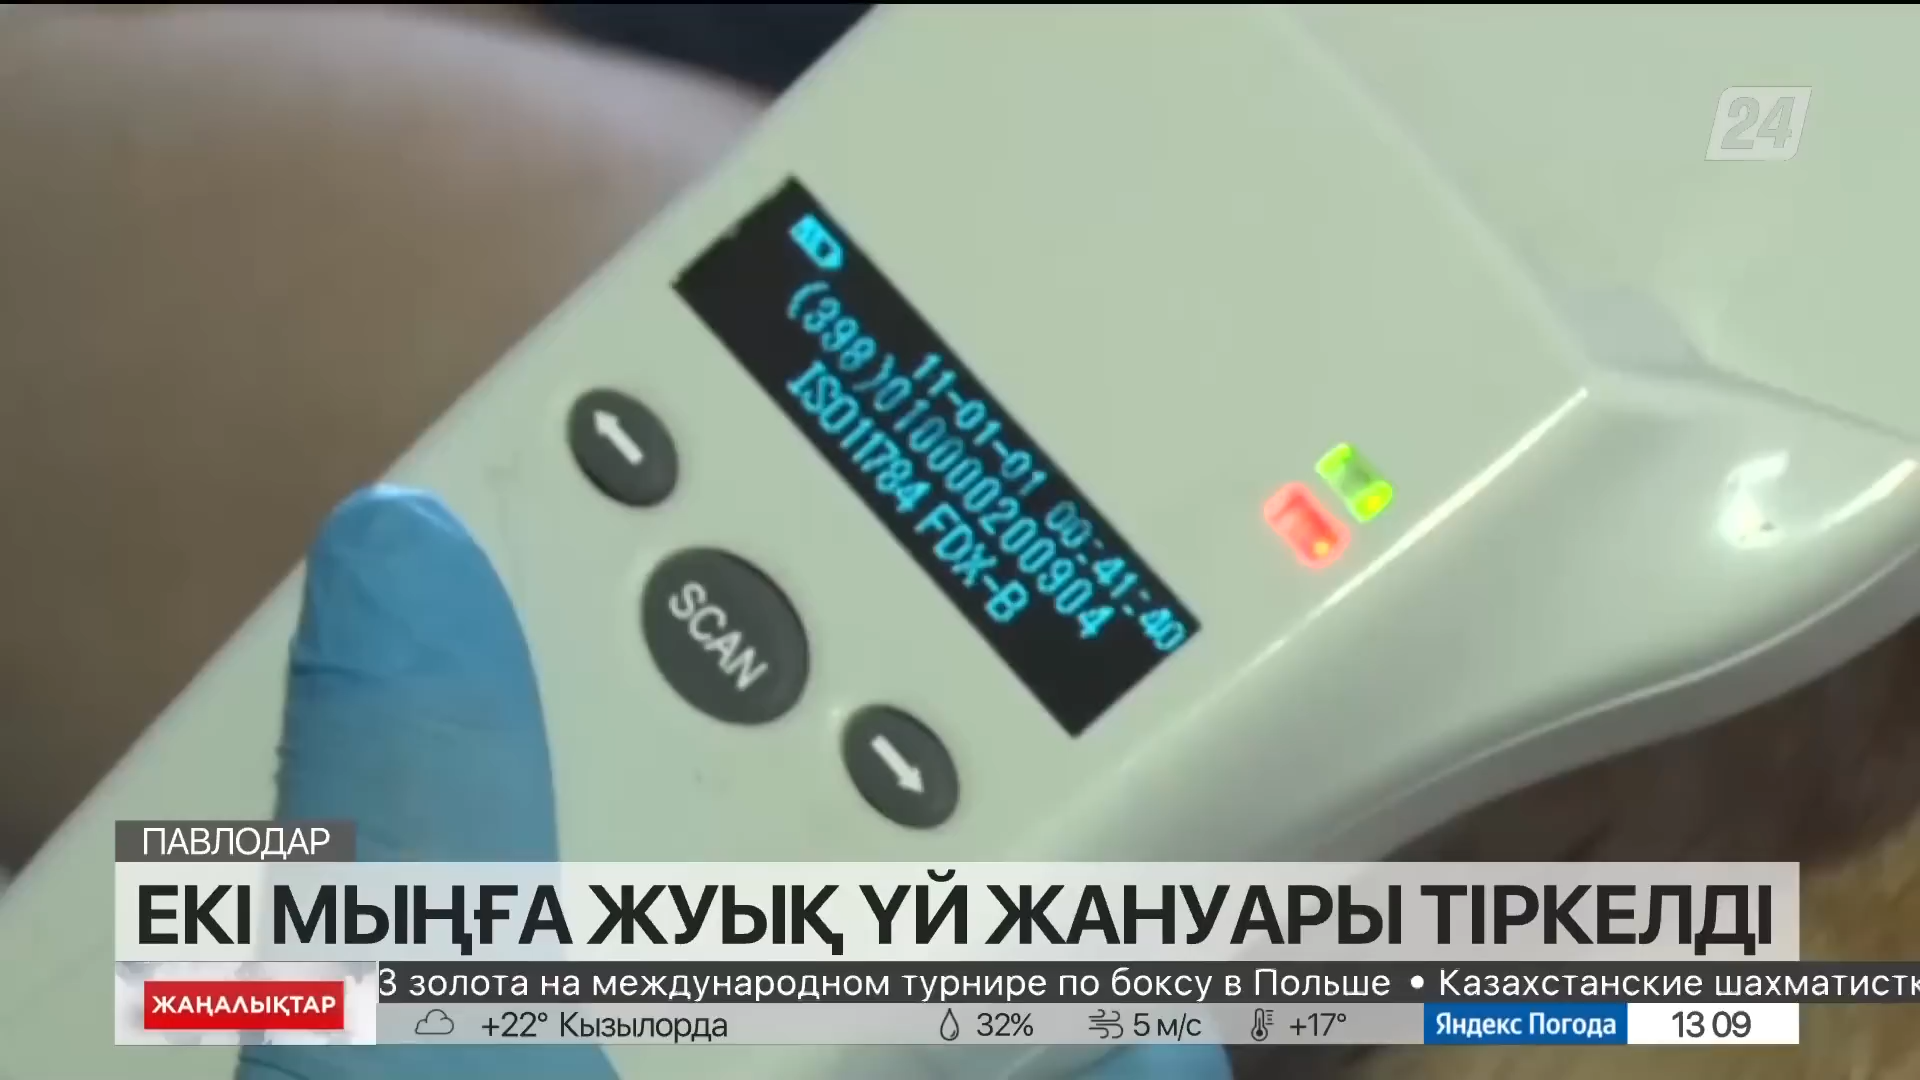 24
11-01-01 00:41:40
(398)010000200904
ISO11784 FDX-B
SCAN
ПАВЛОДАР
ЕКІ МЫҢҒА ЖУЫҚ ҮЙ ЖАНУАРЫ ТІРКЕЛДІ
ЖАҢАЛЫҚТАР
3 золота на международном турнире по боксу в Польше • Казахстанские шахматистк
+22° Кызылорда 32% 5 м/с +17° Яндекс Погода 13 09